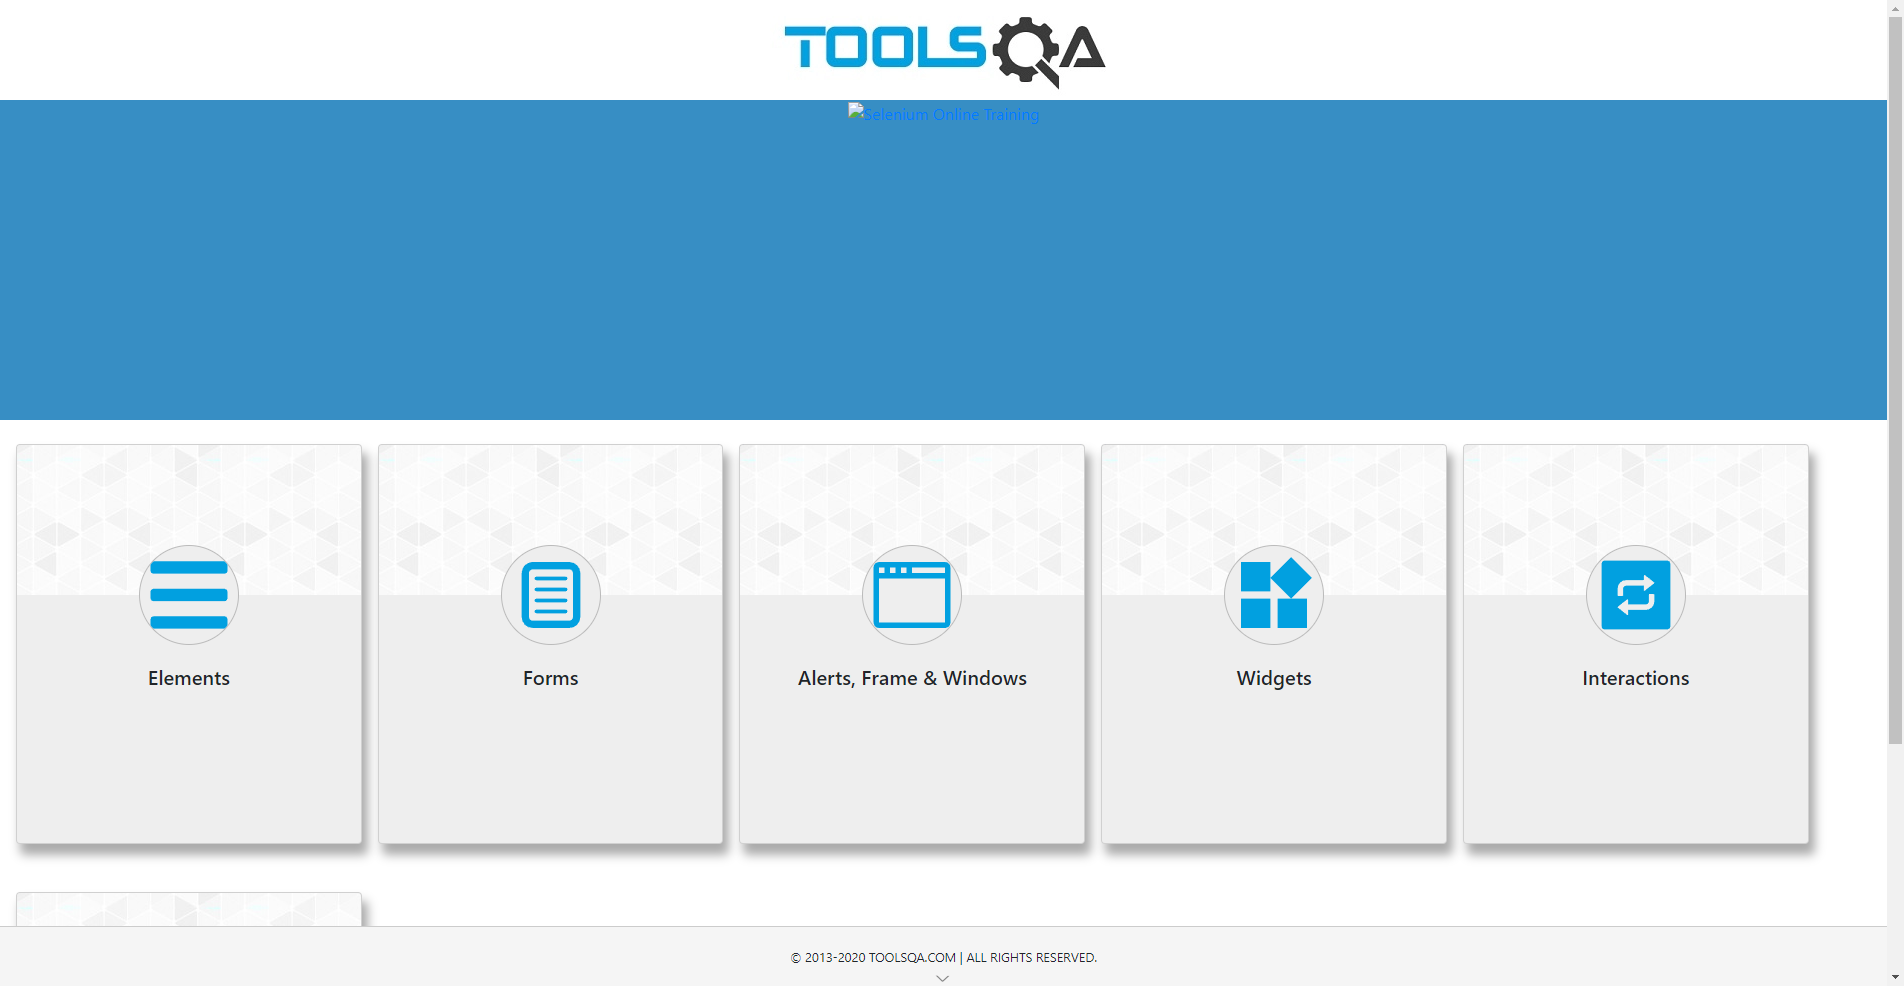 TOOLSQA
Selenium Online Training
Elements
Forms
Alerts, Frame & Windows
Widgets
Interactions
© 2013-2020 TOOLSQA.COM | ALL RIGHTS RESERVED.